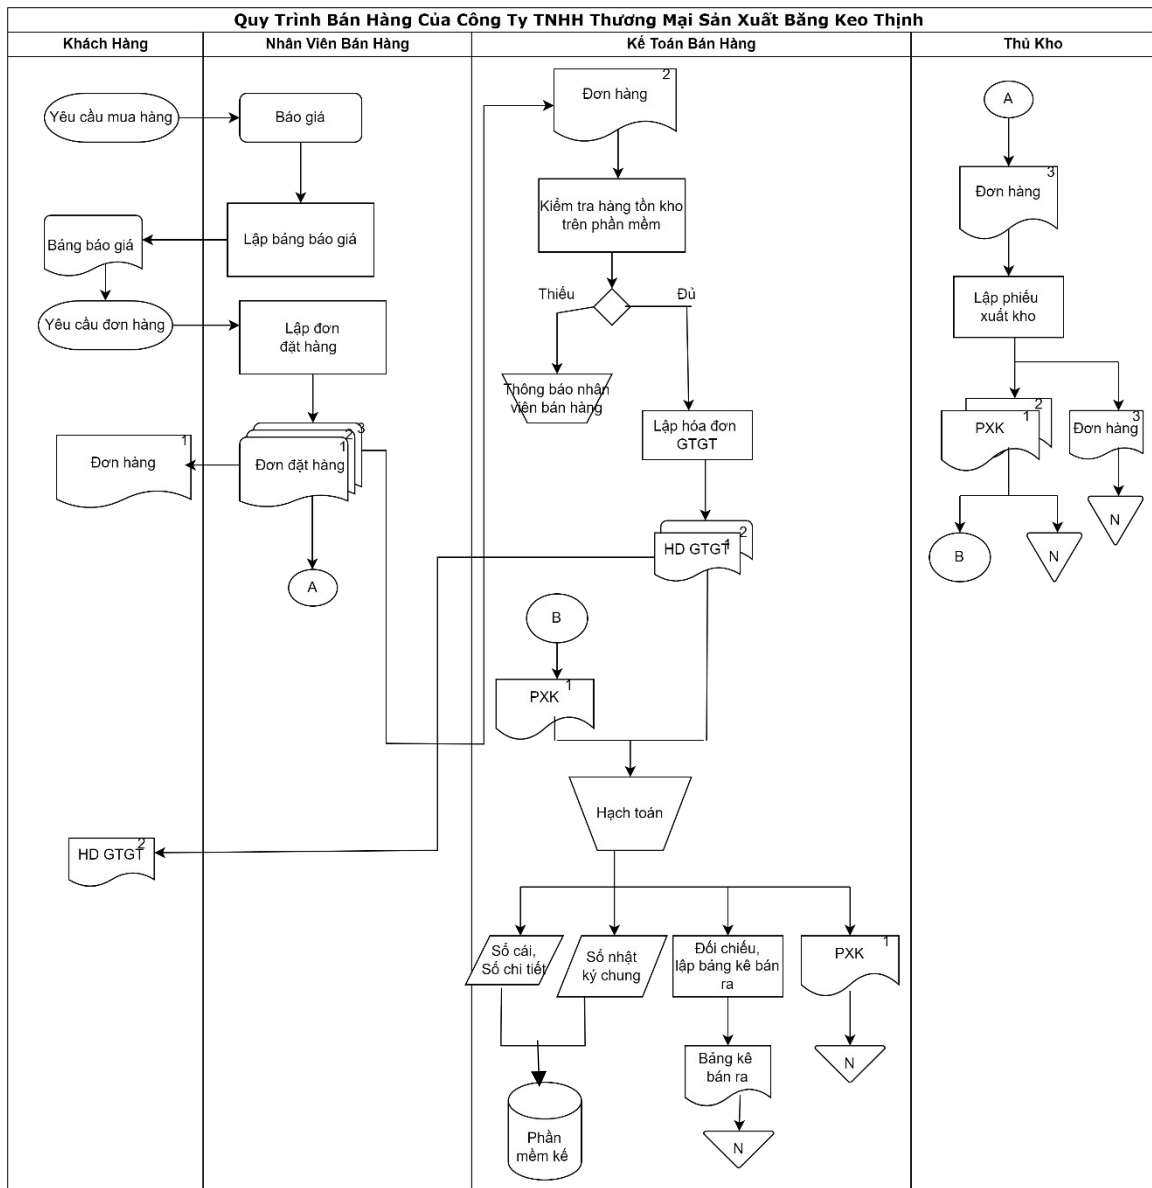 Quy Trình Bán Hàng Của Công Ty TNHH Thương Mại Sản Xuất Băng Keo Thịnh
Khách Hàng
Nhân Viên Bán Hàng
Kế Toán Bán Hàng
Thủ Kho
Yêu cầu mua hàng
Báo giá
Lập bảng báo giá
Bảng báo giá
Yêu cầu đơn hàng
Lập đơn
đặt hàng
3
2
1
Đơn đặt hàng
1
Đơn hàng
A
2
Đơn hàng
Kiểm tra hàng tồn kho
trên phần mềm
Thiếu
Đủ
Thông báo nhân
viên bán hàng
Lập hóa đơn
GTGT
2
1
HD GTGT
B
1
PXK
Hạch toán
2
HD GTGT
Sổ cái,
Số chi tiết
Sổ nhật
ký chung
Đối chiếu,
lập bảng kê bán
ra
1
PXK
N
Bảng kê
bán ra
N
Phần
mềm kế
A
3
Đơn hàng
Lập phiếu
xuất kho
2
1
PXK
3
Đơn hàng
N
B
N